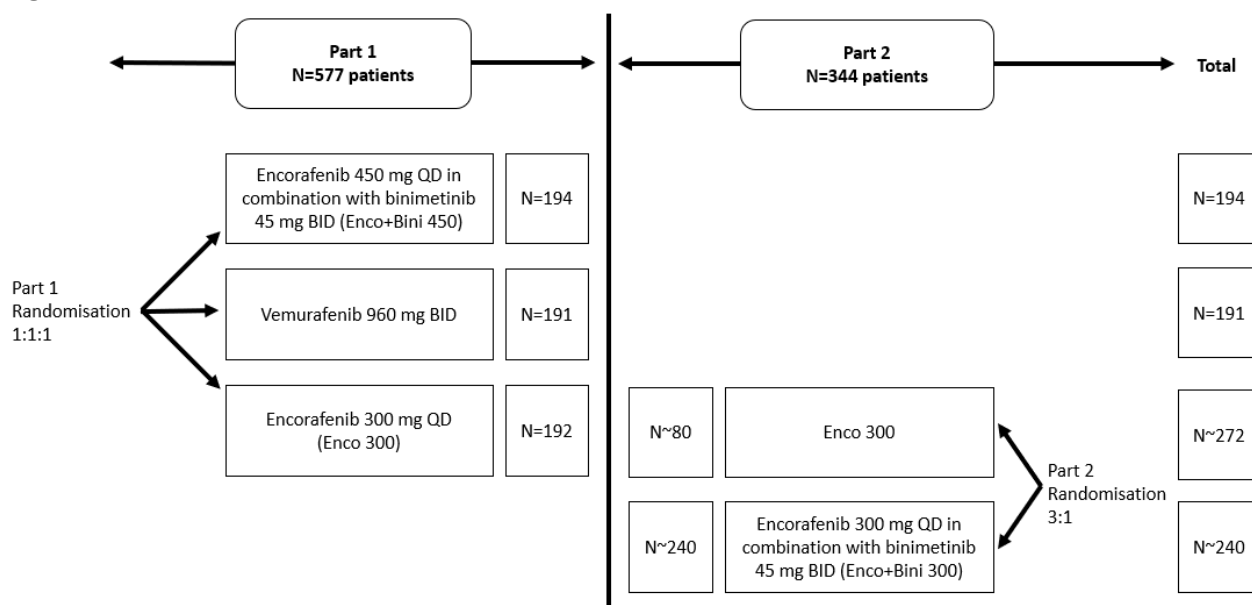 Part 1
N=577 patients
Part 2
N=344 patients
Total
Encorafenib 450 mg QD in
combination with binimetinib
45 mg BID (Enco+Bini 450)
N=194
N=194
Part 1
Randomisation
1:1:1
Vemurafenib 960 mg BID
N=191
N=191
Encorafenib 300 mg QD
(Enco 300)
N=192
N~80
Enco 300
N~272
Part 2
Randomisation
3:1
N~240
Encorafenib 300 mg QD in
combination with binimetinib
45 mg BID (Enco+Bini 300)
N~240